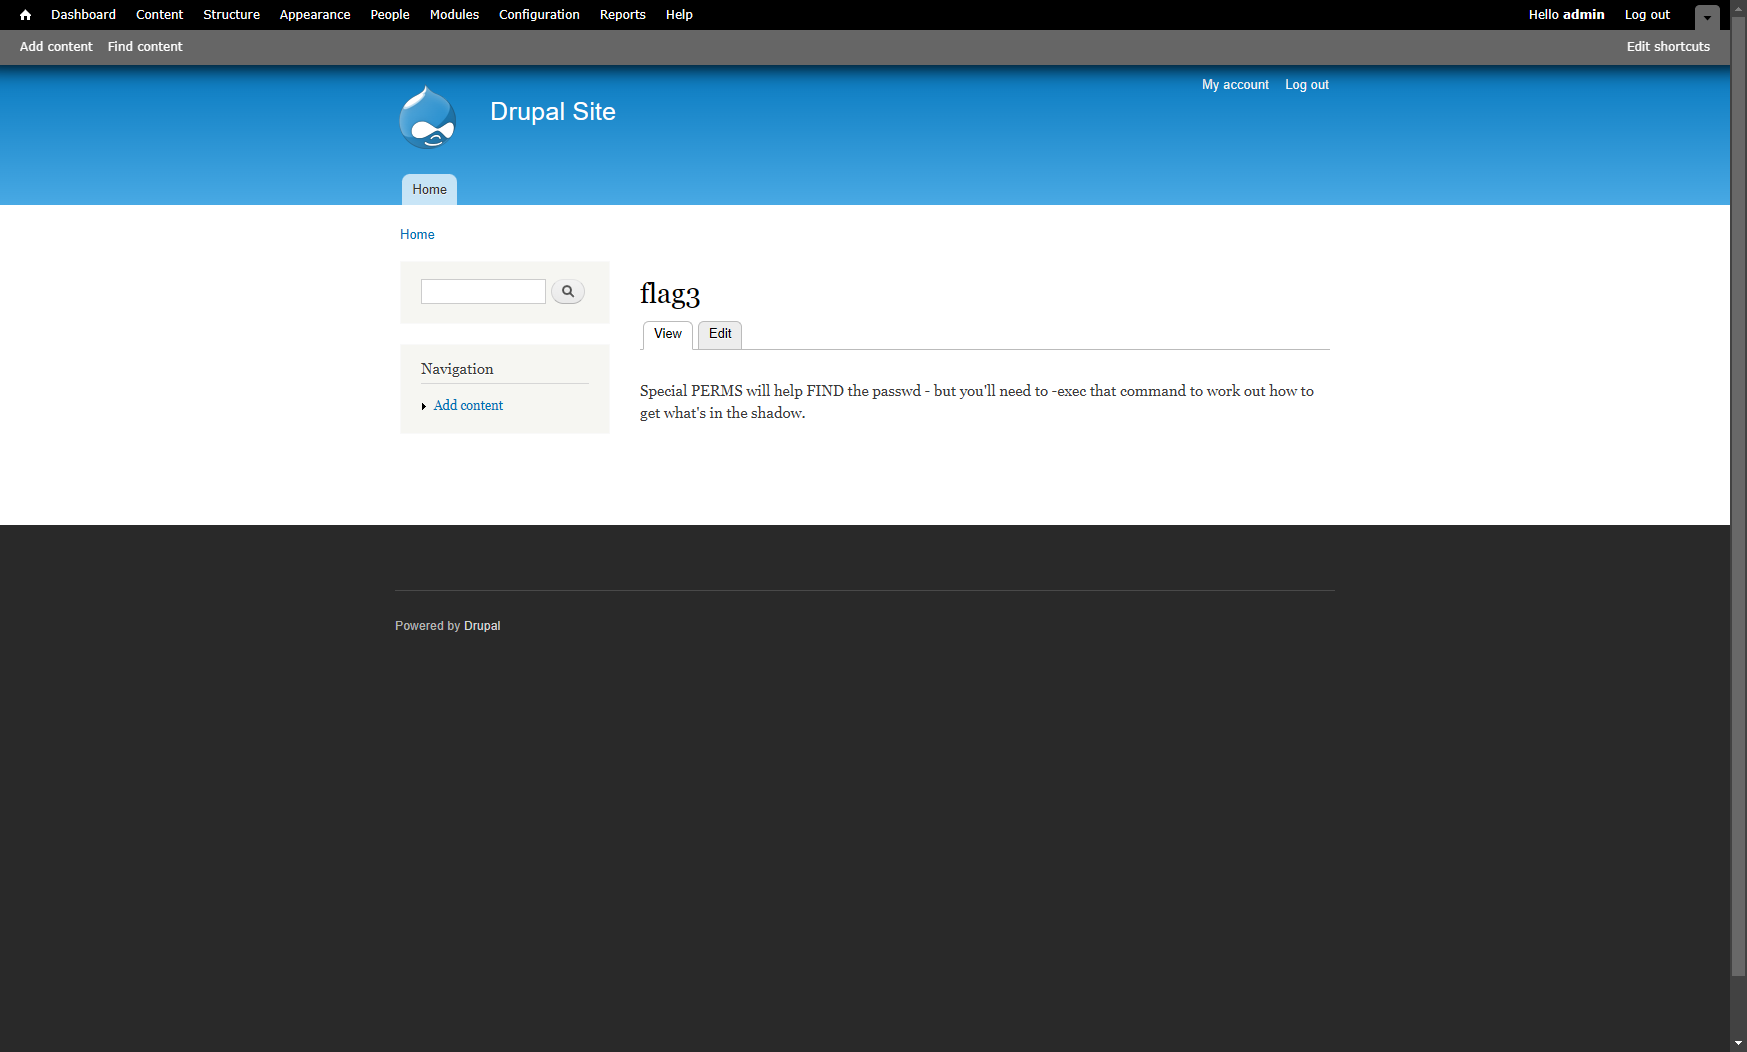 Dashboard Content Structure Appearance People Modules Configuration Reports Help Hello admin Log out
Add content Find content Edit shortcuts
My account Log out
Drupal Site
Home
Home
flag3
View Edit
Navigation
Add content
Special PERMS will help FIND the passwd - but you'll need to -exec that command to work out how to
get what's in the shadow.
Powered by Drupal